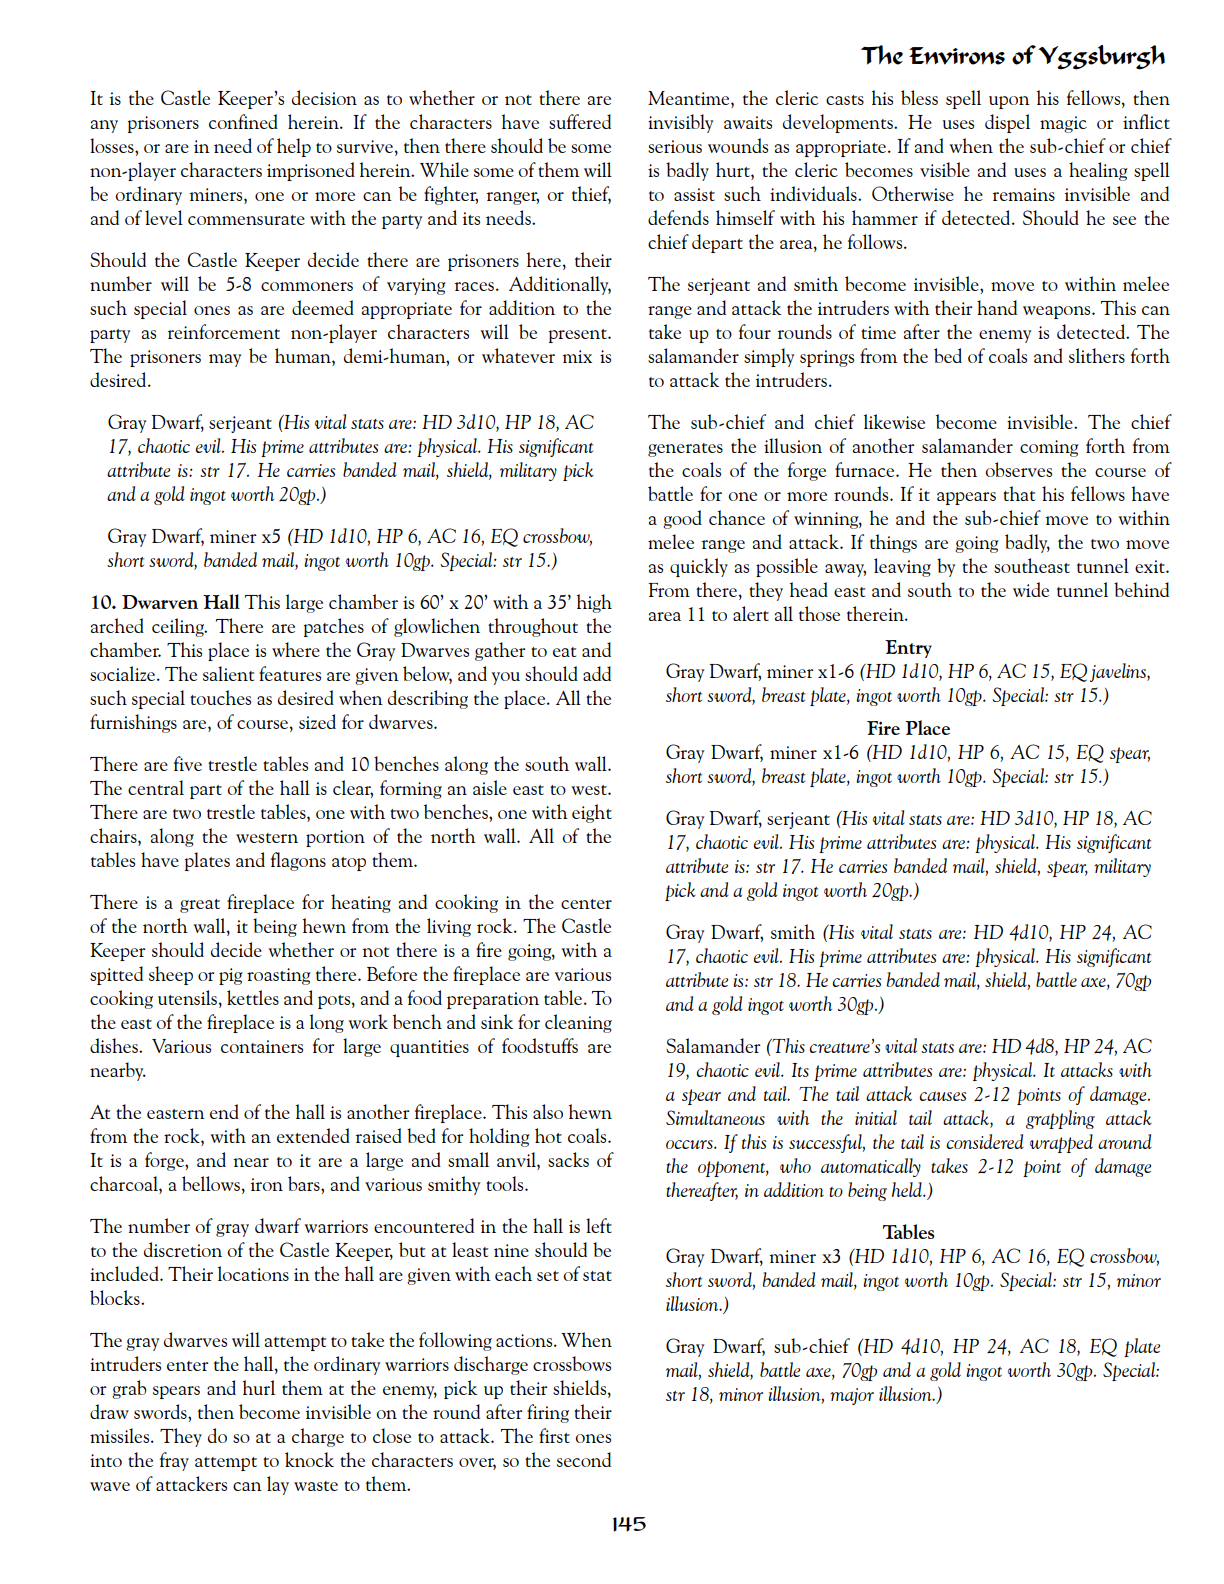 The Environs of Yggsburgh
It is the Castle Keeper's decision as to whether or not there are
any prisoners confined herein. If the characters have suffered
losses, or are in need of help to survive, then there should be some
non-player characters imprisoned herein. While some of them will
be ordinary miners, one or more can be fighter, ranger, or thief,
and of level commensurate with the party and its needs.
Should the Castle Keeper decide there are prisoners here, their
number will be 5-8 commoners of varying races. Additionally,
such special ones as are deemed appropriate for addition to the
party as reinforcement non-player characters will be present.
The prisoners may be human, demi-human, or whatever mix is
desired.
Gray Dwarf, serjeant (His vital stats are: HD 3d10, HP 18, AC
17, chaotic evil. His prime attributes are: physical. His significant
attribute is: str 17. He carries banded mail, shield, military pick
and a gold ingot worth 20gp.)
Gray Dwarf, miner x5 (HD 1d10, HP 6, AC 16, EQ crossbow,
short sword, banded mail, ingot worth 10gp. Special: str 15.)
10. Dwarven Hall This large chamber is 60' x 20' with a 35' high
arched ceiling. There are patches of glowlichen throughout the
chamber. This place is where the Gray Dwarves gather to eat and
socialize. The salient features are given below, and you should add
such special touches as desired when describing the place. All the
furnishings are, of course, sized for dwarves.
There are five trestle tables and 10 benches along the south wall.
The central part of the hall is clear, forming an aisle east to west.
There are two trestle tables, one with two benches, one with eight
chairs, along the western portion of the north wall. All of the
tables have plates and flagons atop them.
There is a great fireplace for heating and cooking in the center
of the north wall, it being hewn from the living rock. The Castle
Keeper should decide whether or not there is a fire going, with a
spitted sheep or pig roasting there. Before the fireplace are various
cooking utensils, kettles and pots, and a food preparation table. To
the east of the fireplace is a long work bench and sink for cleaning
dishes. Various containers for large quantities of foodstuffs are
nearby.
At the eastern end of the hall is another fireplace. This also hewn
from the rock, with an extended raised bed for holding hot coals.
It is a forge, and near to it are a large and small anvil, sacks of
charcoal, a bellows, iron bars, and various smithy tools.
The number of gray dwarf warriors encountered in the hall is left
to the discretion of the Castle Keeper, but at least nine should be
included. Their locations in the hall are given with each set of stat
blocks.
The gray dwarves will attempt to take the following actions. When
intruders enter the hall, the ordinary warriors discharge crossbows
or grab spears and hurl them at the enemy, pick up their shields,
draw swords, then become invisible on the round after firing their
missiles. They do so at a charge to close to attack. The first ones
into the fray attempt to knock the characters over, so the second
wave of attackers can lay waste to them.
Meantime, the cleric casts his bless spell upon his fellows, then
invisibly awaits developments. He uses dispel magic or inflict
serious wounds as appropriate. If and when the sub-chief or chief
is badly hurt, the cleric becomes visible and uses a healing spell
to assist such individuals. Otherwise he remains invisible and
defends himself with his hammer if detected. Should he see the
chief depart the area, he follows.
The serjeant and smith become invisible, move to within melee
range and attack the intruders with their hand weapons. This can
take up to four rounds of time after the enemy is detected. The
salamander simply springs from the bed of coals and slithers forth
to attack the intruders.
The sub-chief and chief likewise become invisible. The chief
generates the illusion of another salamander coming forth from
the coals of the forge furnace. He then observes the course of
battle for one or more rounds. If it appears that his fellows have
a good chance of winning, he and the sub-chief move to within
melee range and attack. If things are going badly, the two move
as quickly as possible away, leaving by the southeast tunnel exit.
From there, they head east and south to the wide tunnel behind
area 11 to alert all those therein.
Entry
Gray Dwarf, miner x1-6 (HD 1d10, HP 6, AC 15, EQ javelins,
short sword, breast plate, ingot worth 10gp. Special: str 15.)
Fire Place
Gray Dwarf, miner x1-6 (HD 1d10, HP 6, AC 15, EQ spear,
short sword, breast plate, ingot worth 10gp. Special: str 15.)
Gray Dwarf, serjeant (His vital stats are: HD 3d10, HP 18, AC
17, chaotic evil. His prime attributes are: physical. His significant
attribute is: str 17. He carries banded mail, shield, spear, military
pick and a gold ingot worth 20gp.)
Gray Dwarf, smith (His vital stats are: HD 4d10, HP 24, AC
17, chaotic evil. His prime attributes are: physical. His significant
attribute is: str 18. He carries banded mail, shield, battle axe, 70gp
and a gold ingot worth 30gp.)
Salamander (This creature's vital stats are: HD 4d8, HP 24, AC
19, chaotic evil. Its prime attributes are: physical. It attacks with
a spear and tail. The tail attack causes 2-12 points of damage.
Simultaneous with the initial tail attack, a grappling attack
occurs. If this is successful, the tail is considered wrapped around
the opponent, who automatically takes 2-12 point of damage
thereafter, in addition to being held.)
Tables
Gray Dwarf, miner x3 (HD 1d10, HP 6, AC 16, EQ crossbow,
short sword, banded mail, ingot worth 10gp. Special: str 15, minor
illusion.)
Gray Dwarf, sub-chief (HD 4d10, HP 24, AC 18, EQ plate
mail, shield, battle axe, 70gp and a gold ingot worth 30gp. Special:
str 18, minor illusion, major illusion.)
145